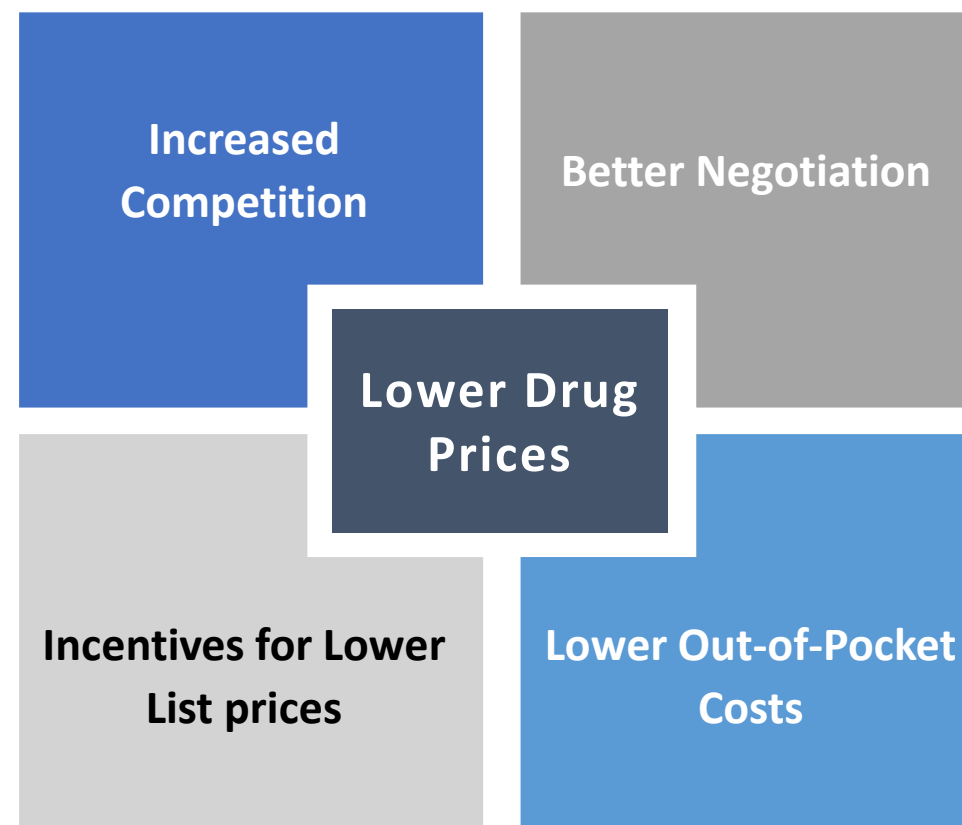 Increased
Competition
Better Negotiation
Lower Drug
Prices
Incentives for Lower
List prices
Lower Out-of-Pocket
Costs